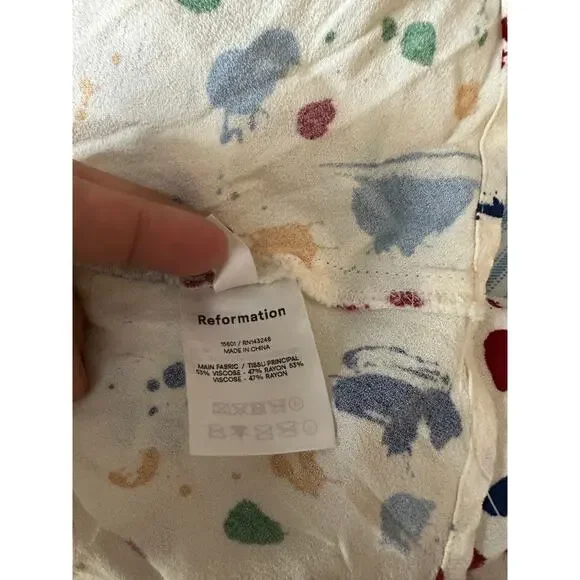 Reformation
15601 / RN143248
MADE IN CHINA
MAIN FABRIC / TISSU PRINCIPAL
53% VISCOSE - 47% RAYON 53%
VISCOSE - 47% RAYON